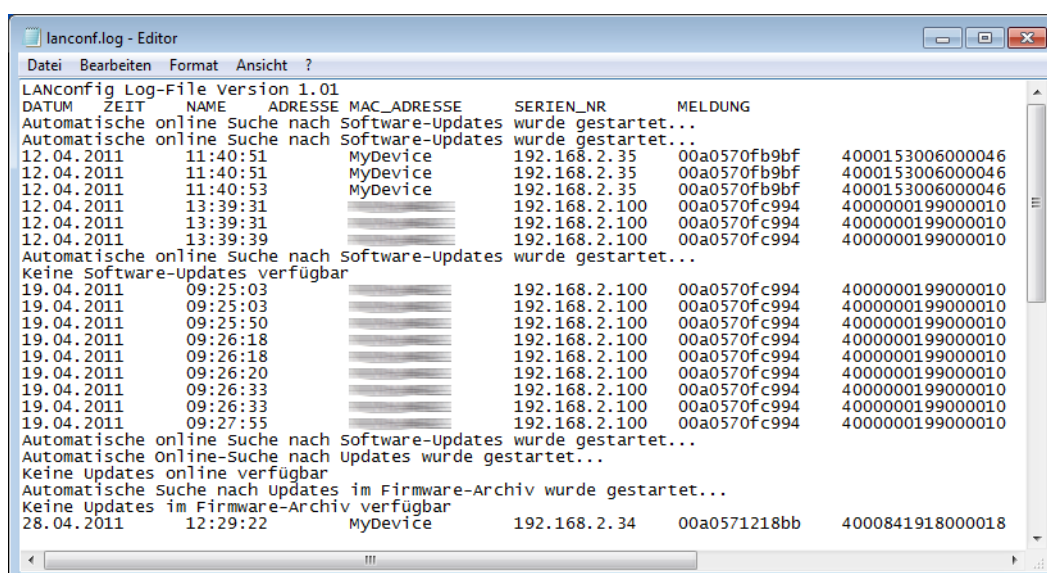 lanconf.log - Editor
Datei Bearbeiten Format Ansicht ?
LANconfig Log-File Version 1.01
DATUM ZEIT NAME ADRESSE MAC_ADRESSE SERIEN_NR MELDUNG
Automatische online Suche nach Software-Updates wurde gestartet...
Automatische online Suche nach Software-Updates wurde gestartet...
12.04.2011 11:40:51 MyDevice 192.168.2.35 00a0570fb9bf 4000153006000046
12.04.2011 11:40:51 MyDevice 192.168.2.35 00a0570fb9bf 4000153006000046
12.04.2011 11:40:53 MyDevice 192.168.2.35 00a0570fb9bf 4000153006000046
12.04.2011 13:39:31 192.168.2.100 00a0570fc994 4000000199000010
12.04.2011 13:39:31 192.168.2.100 00a0570fc994 4000000199000010
12.04.2011 13:39:39 192.168.2.100 00a0570fc994 4000000199000010
Automatische online Suche nach Software-Updates wurde gestartet...
Keine Software-Updates verfügbar
19.04.2011 09:25:03 192.168.2.100 00a0570fc994 4000000199000010
19.04.2011 09:25:03 192.168.2.100 00a0570fc994 4000000199000010
19.04.2011 09:25:50 192.168.2.100 00a0570fc994 4000000199000010
19.04.2011 09:26:18 192.168.2.100 00a0570fc994 4000000199000010
19.04.2011 09:26:18 192.168.2.100 00a0570fc994 4000000199000010
19.04.2011 09:26:20 192.168.2.100 00a0570fc994 4000000199000010
19.04.2011 09:26:33 192.168.2.100 00a0570fc994 4000000199000010
19.04.2011 09:26:33 192.168.2.100 00a0570fc994 4000000199000010
19.04.2011 09:27:55 192.168.2.100 00a0570fc994 4000000199000010
Automatische online Suche nach Software-Updates wurde gestartet...
Automatische Online-Suche nach Updates wurde gestartet...
Keine Updates online verfügbar
Automatische Suche nach Updates im Firmware-Archiv wurde gestartet...
Keine Updates im Firmware-Archiv verfügbar
28.04.2011 12:29:22 MyDevice 192.168.2.34 00a0571218bb 4000841918000018